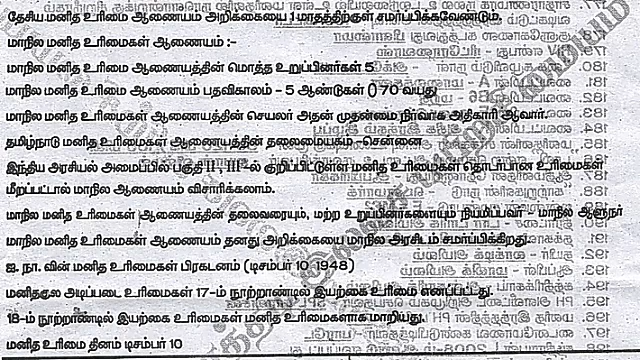 தேசிய மனித உரிமை ஆணையம் அறிக்கையை 1 மாதத்திற்குள் சமர்ப்பிக்கவேண்டும்.
மாநில மனித உரிமைகள் ஆணையம் :-
மாநில மனித உரிமை ஆணையத்தின் மொத்த உறுப்பினர்கள் 5
மாநில மனித உரிமை ஆணையம் பதவிகாலம் - 5 ஆண்டுகள் () 70 வயது
மாநில மனித உரிமைகள் ஆணையத்தின் செயலர் அதன் முதன்மை நிர்வாக அதிகாரி ஆவார்.
தமிழ்நாடு மனித உரிமைகள் ஆணையத்தின் தலைமையகம் - சென்னை
இந்திய அரசியல் அமைப்பில் பகுதி II , III-ல் குறிப்பிட்டுள்ள மனித உரிமைகள் தொடர்பான உரிமைகள்
மீறப்பட்டால் மாநில ஆணையம் விசாரிக்கலாம்.
மாநில மனித உரிமைகள் ஆணையத்தின் தலைவரையும், மற்ற உறுப்பினர்களையும் நியமிப்பவர் - மாநில ஆளுநர்
மாநில மனித உரிமைகள் ஆணையம் தனது அறிக்கையை மாநில அரசிடம் சமர்ப்பிக்கிறது.
ஐ. நா. வின் மனித உரிமைகள் பிரகடனம் (டிசம்பர் 10 1948)
மனிதகுல அடிப்படை உரிமைகள் 17-ம் நூற்றாண்டில் இயற்கை உரிமை எனப்பட்டது.
18-ம் நூற்றாண்டில் இயற்கை உரிமைகள் மனித உரிமைகளாக மாறியது.
மனித உரிமை தினம் டிசம்பர் 10